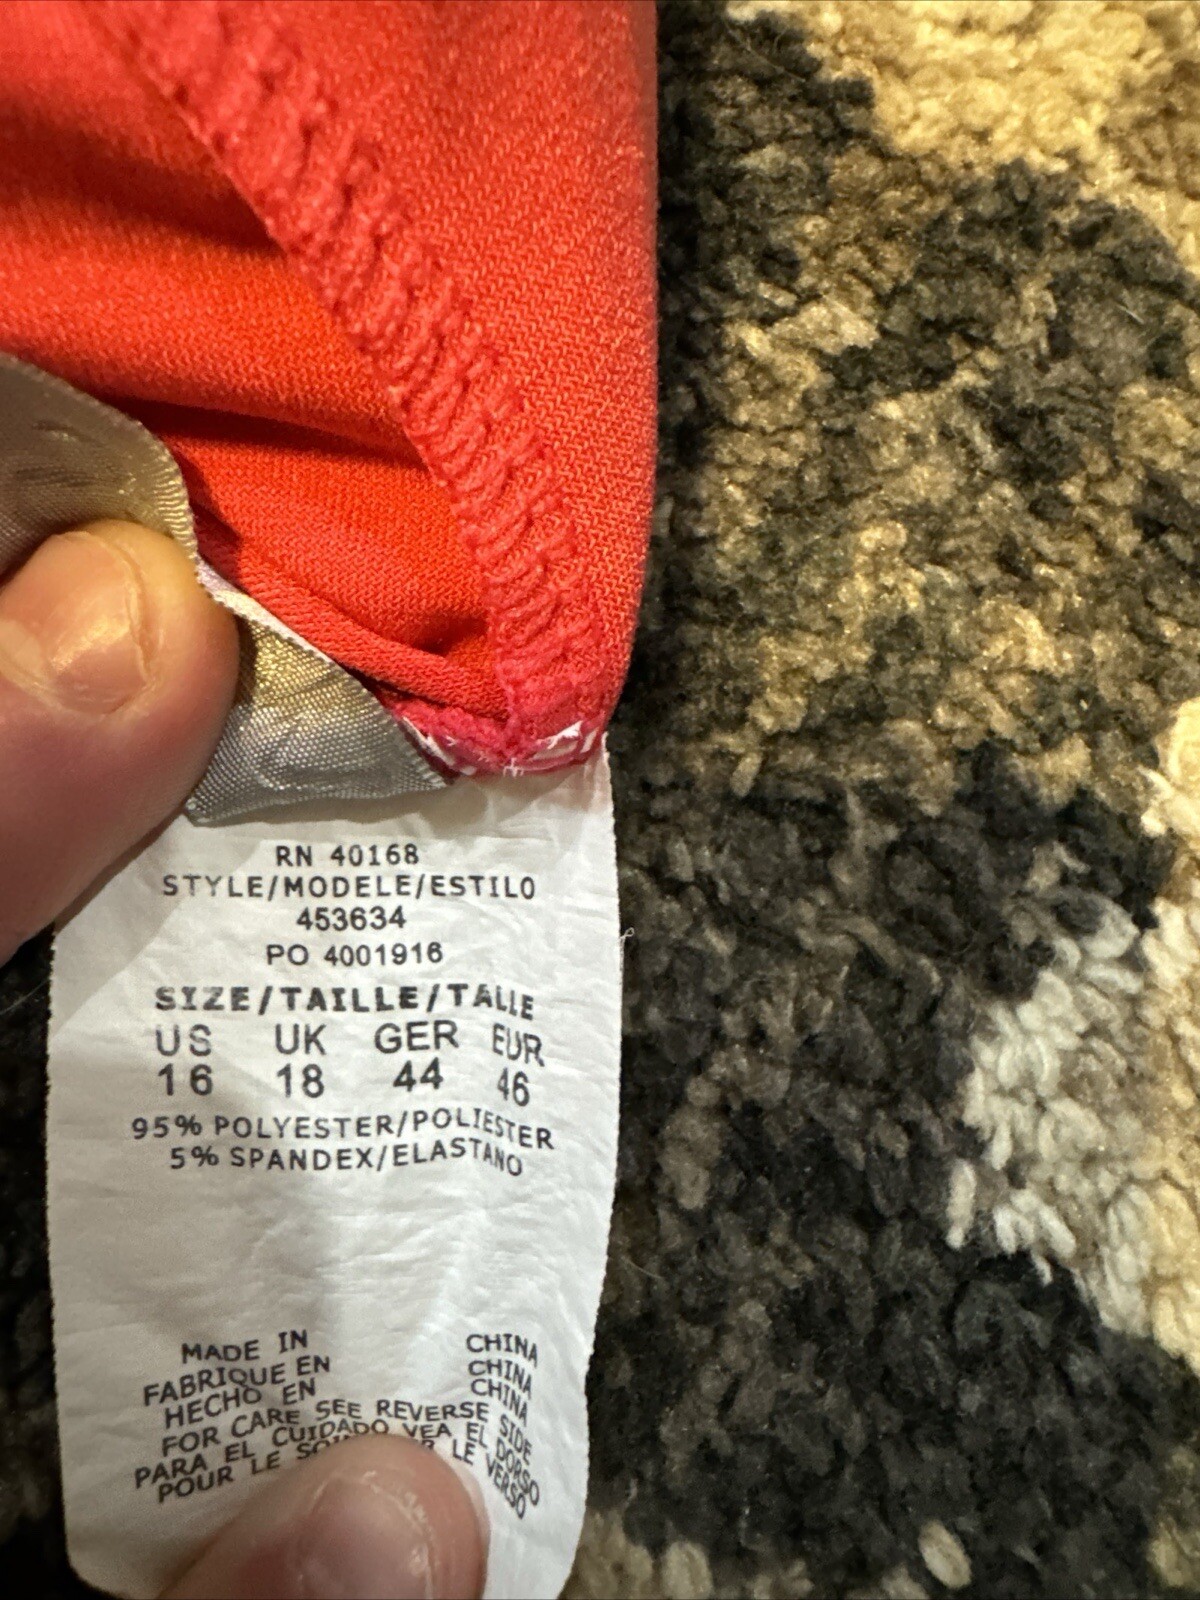 RN 40168
STYLE/MODELE/ESTILO
453634
PO 4001916
SIZE/TAILLE/TALLE
US UK GER EUR
16 18 44 46
95% POLYESTER/POLIESTER
5% SPANDEX/ELASTANO
MADE IN CHINA
FABRIQUE EN CHINA
HECHO EN CHINA
FOR CARE SEE REVERSE SIDE
PARA EL CUIDADO VEA EL DORSO
POUR LE LE VERSO